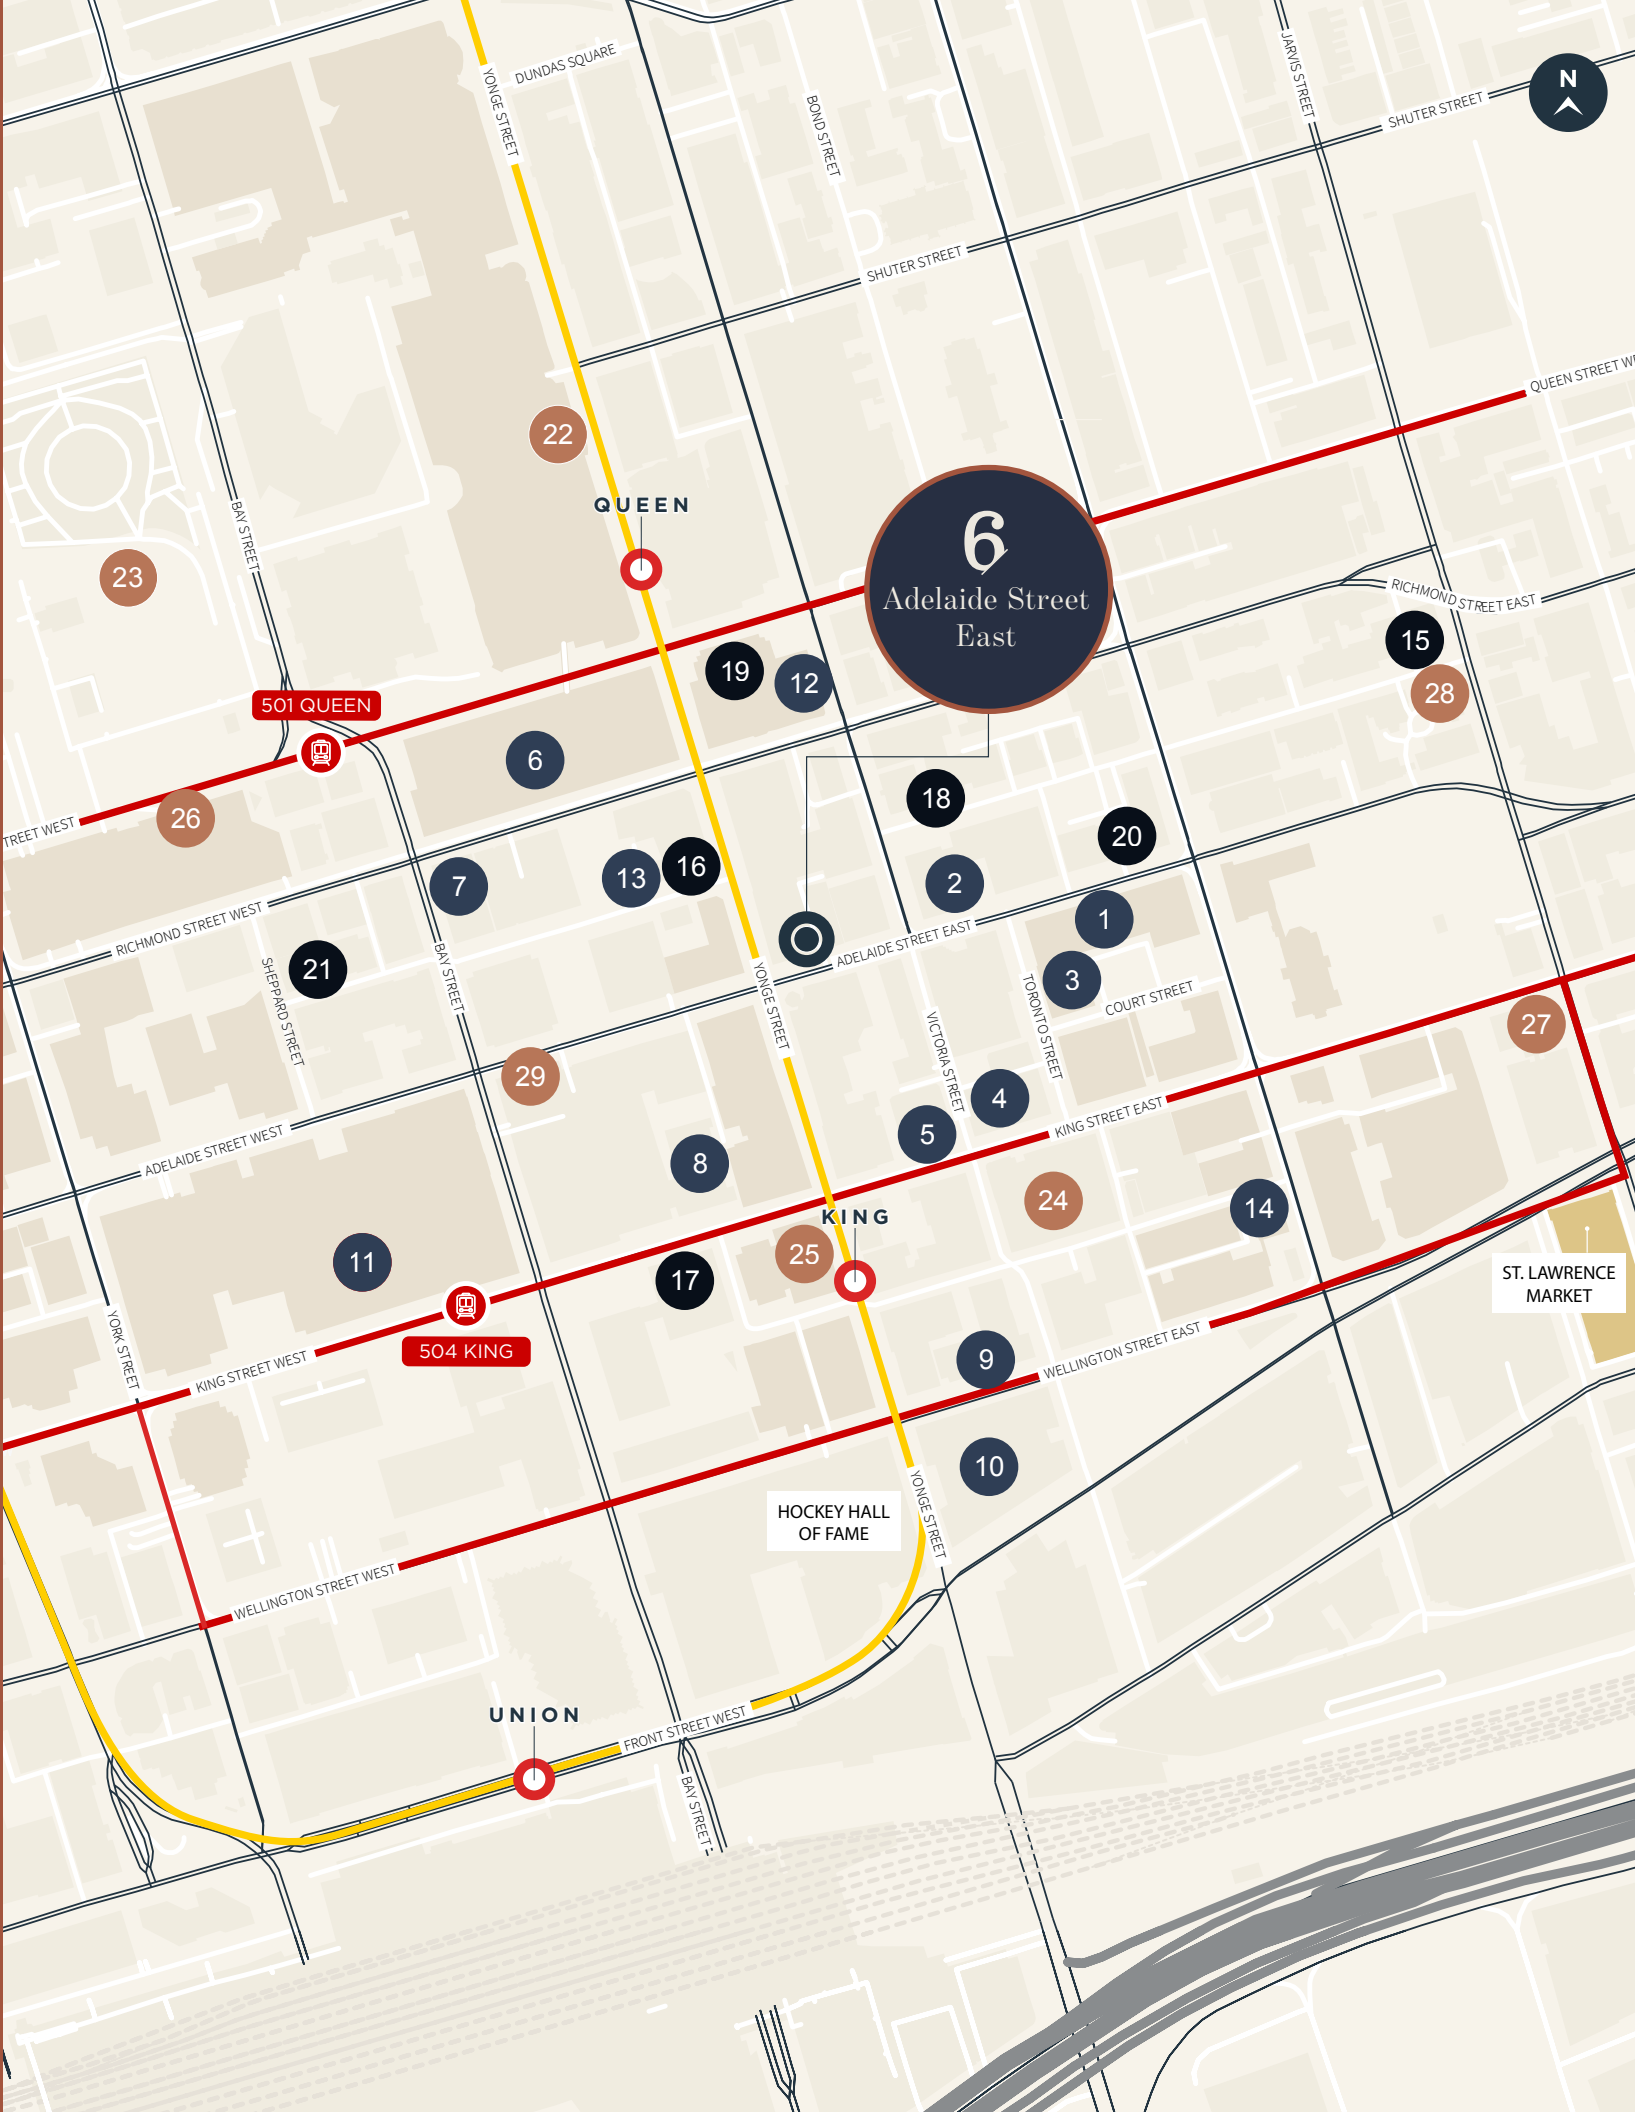 DUNDAS SQUARE
YONGE STREET
BOND STREET
JARVIS STREET
N
SHUTER STREET
SHUTER STREET
QUEEN STREET WE
22
QUEEN
BAY STREET
23
6
Adelaide Street
East
RICHMOND STREET EAST
15
28
19
12
501 QUEEN
6
26
TREET WEST
18
20
7
13
16
2
1
RICHMOND STREET WEST
SHEPPARD STREET
21
BAY STREET
YONGE STREET
ADELAIDE STREET EAST
3
TORONTO STREET
COURT STREET
27
29
VICTORIA STREET
4
5
KING STREET EAST
ADELAIDE STREET WEST
8
24
14
KING
25
11
17
ST. LAWRENCE
MARKET
YORK STREET
504 KING
KING STREET WEST
9
WELLINGTON STREET EAST
10
HOCKEY HALL
OF FAME
YONGE STREET
WELLINGTON STREET WEST
UNION
FRONT STREET WEST
BAY STREET